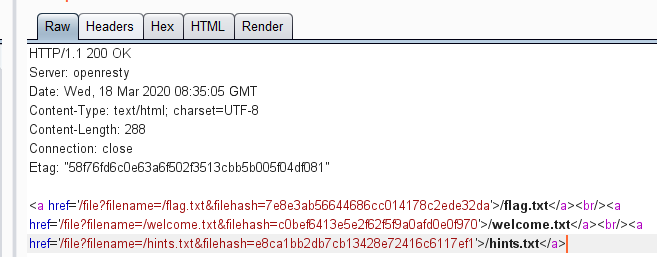 Raw Headers Hex HTML Render
HTTP/1.1 200 OK
Server: openresty
Date: Wed, 18 Mar 2020 08:35:05 GMT
Content-Type: text/html; charset=UTF-8
Content-Length: 288
Connection: close
Etag: "58f76fd6c0e63a6f502f3513cbb5b005f04df081"
<a href='/file?filename=/flag.txt&filehash=7e8e3ab56644686cc014178c2ede32da'>/flag.txt</a><br/><a
href='/file?filename=/welcome.txt&filehash=c0bef6413e5e2f62f5f9a0afd0e0f970'>/welcome.txt</a><br/><a
href='/file?filename=/hints.txt&filehash=e8ca1bb2db7cb13428e72416c6117ef1'>/hints.txt</a>